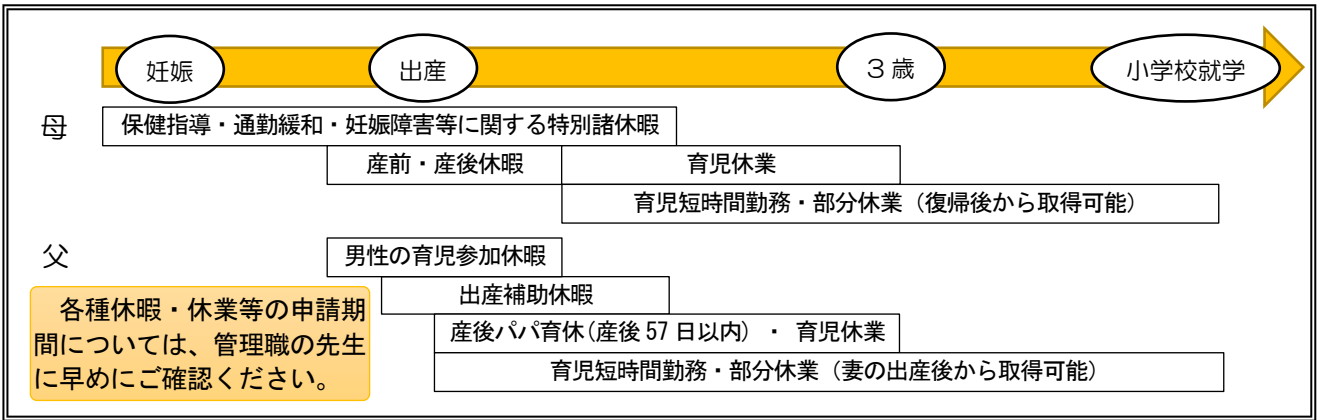 妊娠
出産
３歳
小学校就学
母
保健指導・通勤緩和・妊娠障害等に関する特別諸休暇
産前・産後休暇
育児休業
育児短時間勤務・部分休業（復帰後から取得可能）
父
男性の育児参加休暇
出産補助休暇
産後パパ育休(産後 57 日以内) ・ 育児休業
育児短時間勤務・部分休業（妻の出産後から取得可能）
各種休暇・休業等の申請期
間については、管理職の先生
に早めにご確認ください。